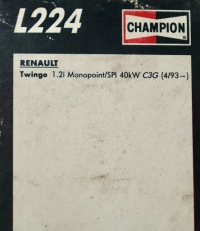 L224
CHAMPION
®
RENAULT
Twingo 1.2i Monopoint/SPI 40kW C3G (4/93→)